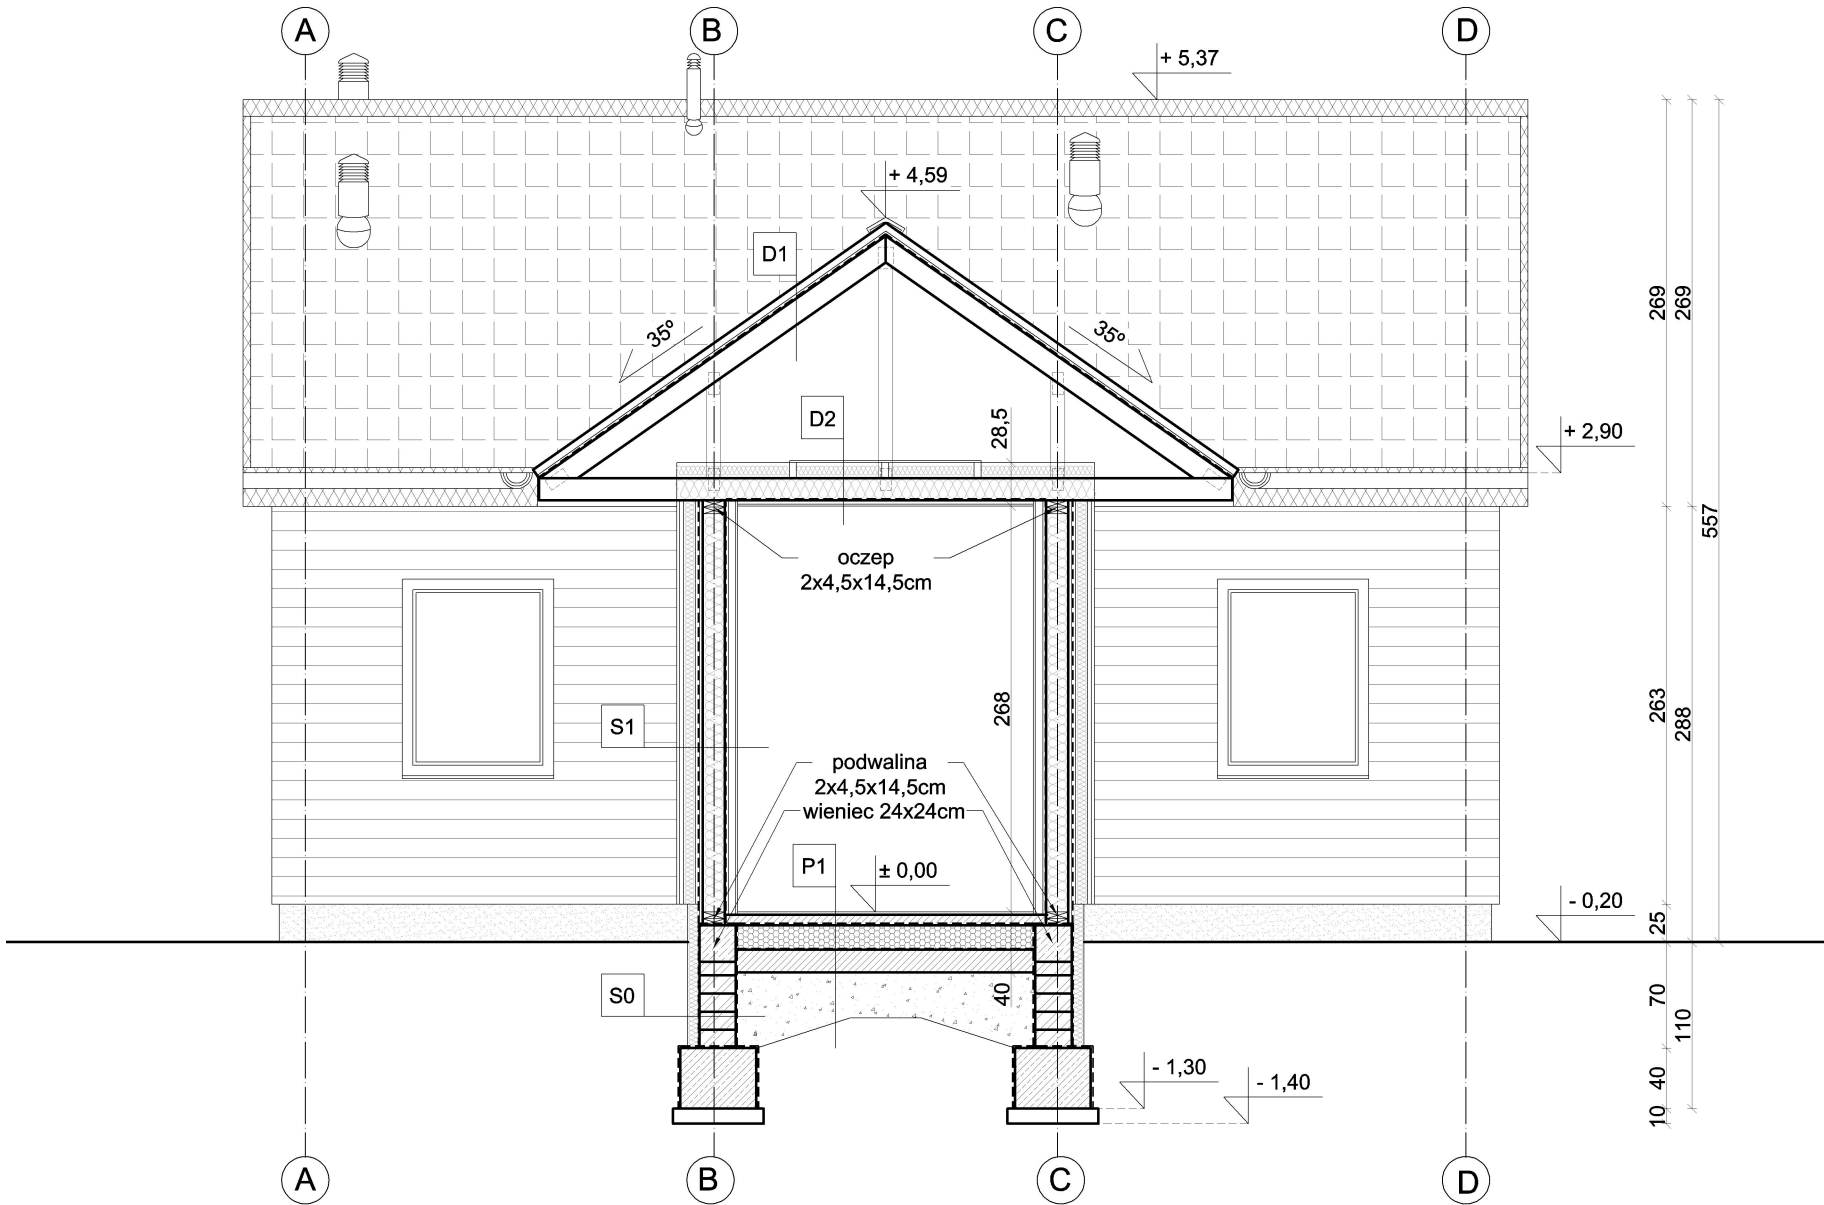 A
B
C
D
+ 5,37
+ 4,59
D1
35º
35º
269
269
D2
28,5
+ 2,90
557
oczep
2x4,5x14,5cm
S1
268
263
288
podwalina
2x4,5x14,5cm
wieniec 24x24cm
P1
± 0,00
- 0,20
25
S0
40
70
110
- 1,30
- 1,40
40
10
A
B
C
D